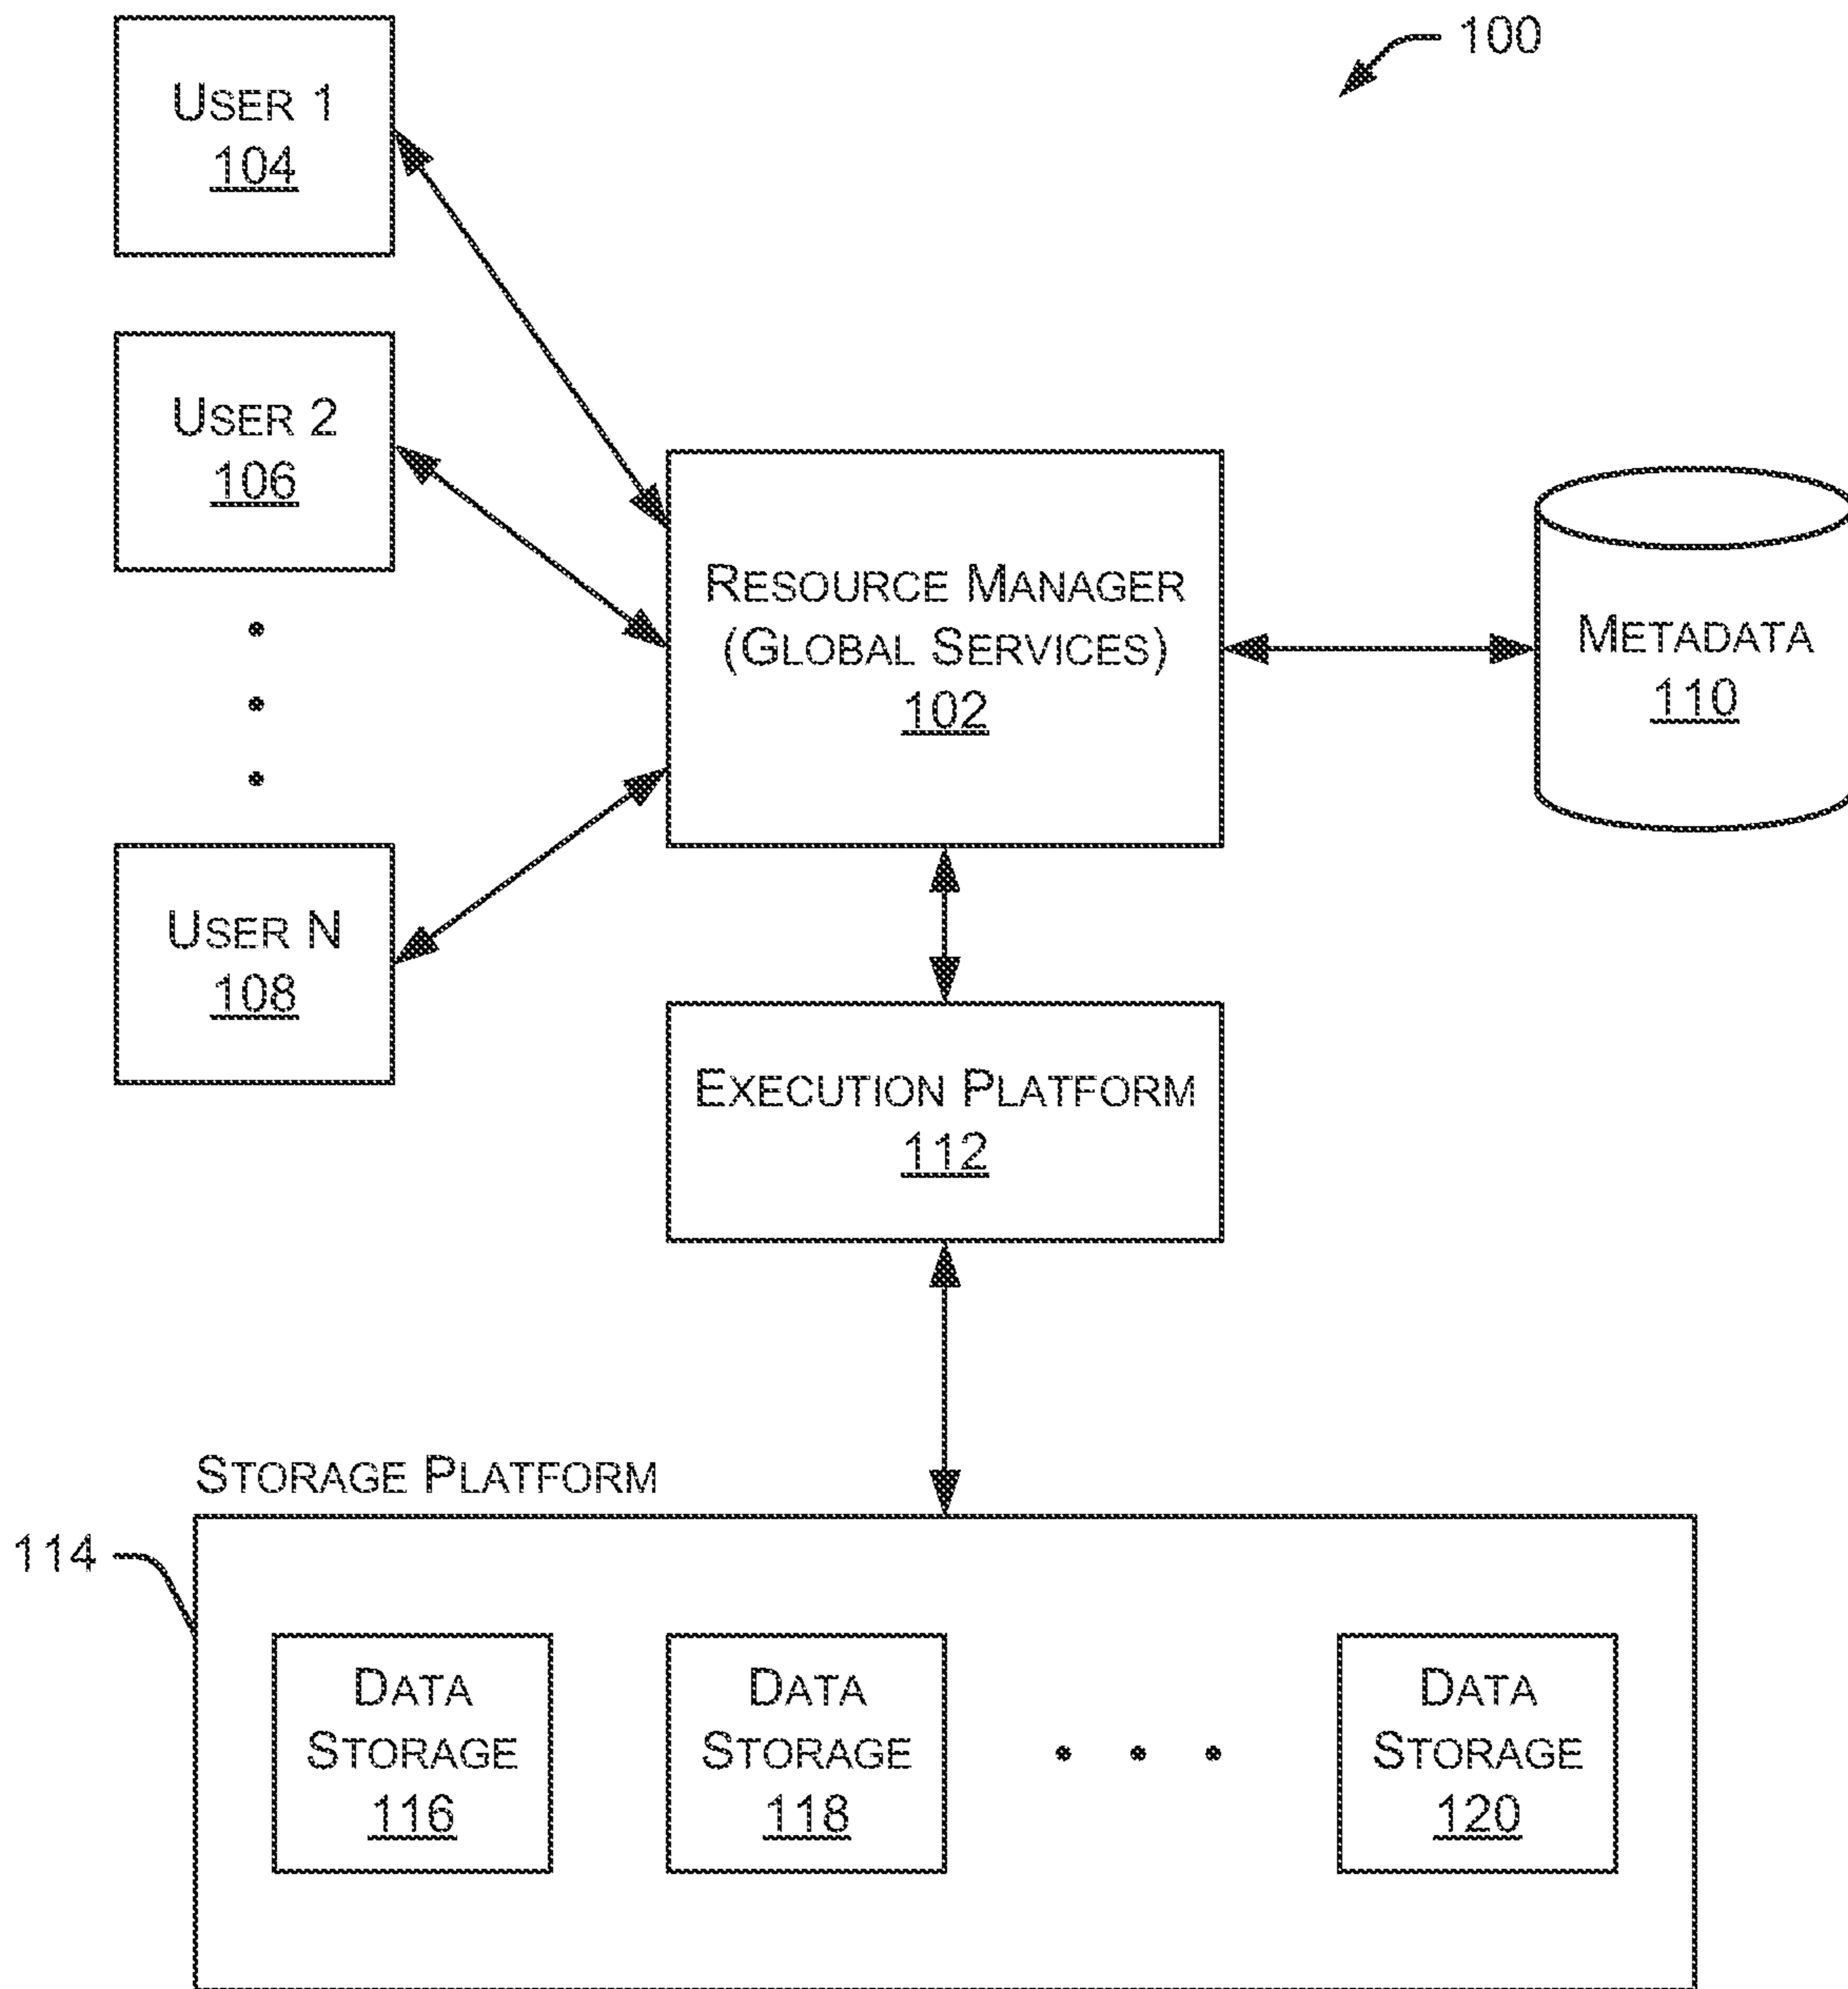 100
USER 1
104
USER 2
106
RESOURCE MANAGER
(GLOBAL SERVICES)
102
METADATA
110
USER N
108
EXECUTION PLATFORM
112
STORAGE PLATFORM
114
DATA
STORAGE
116
DATA
STORAGE
118
DATA
STORAGE
120